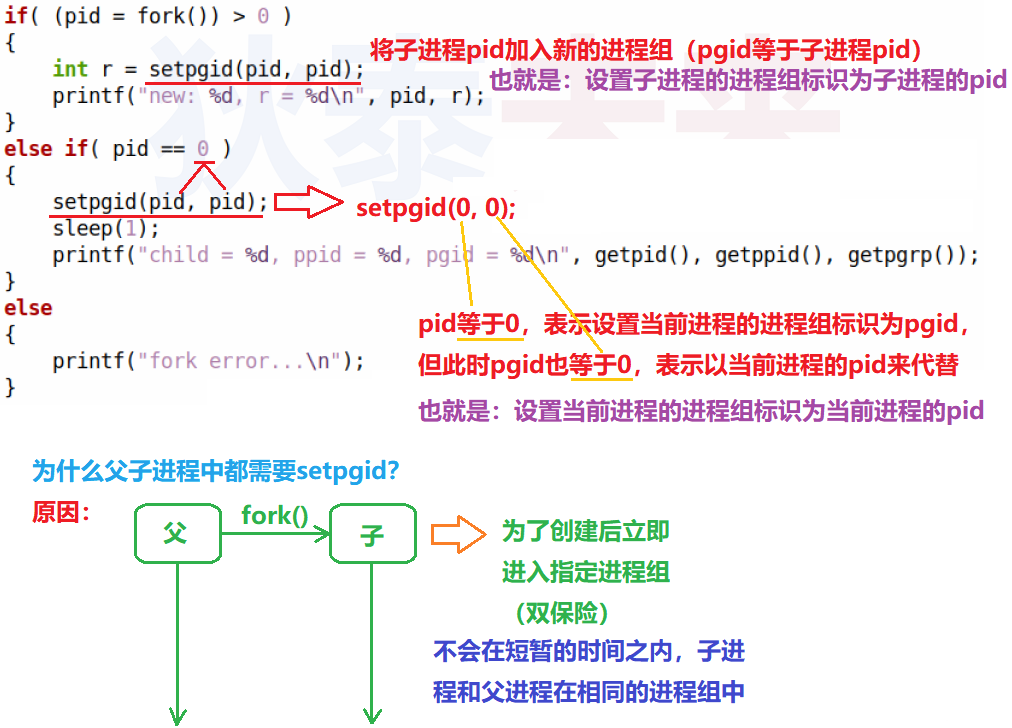 if( (pid = fork()) > 0 )
{
int r = setpgid(pid, pid);
将子进程pid加入新的进程组（pgid等于子进程pid）
也就是：设置子进程的进程组标识为子进程的pid
printf("new: %d, r = %d\n", pid, r);
}
else if( pid == 0 )
{
setpgid(pid, pid);
setpgid(0, 0);
sleep(1);
printf("child = %d, ppid = %d, pgid = %d\n", getpid(), getppid(), getpgrp());
}
else
{
printf("fork error...\n");
}
pid等于0，表示设置当前进程的进程组标识为pgid，
但此时pgid也等于0，表示以当前进程的pid来代替
也就是：设置当前进程的进程组标识为当前进程的pid
为什么父子进程中都需要setpgid？
原因：
父
fork()
子
为了创建后立即
进入指定进程组
（双保险）
不会在短暂的时间之内，子进
程和父进程在相同的进程组中